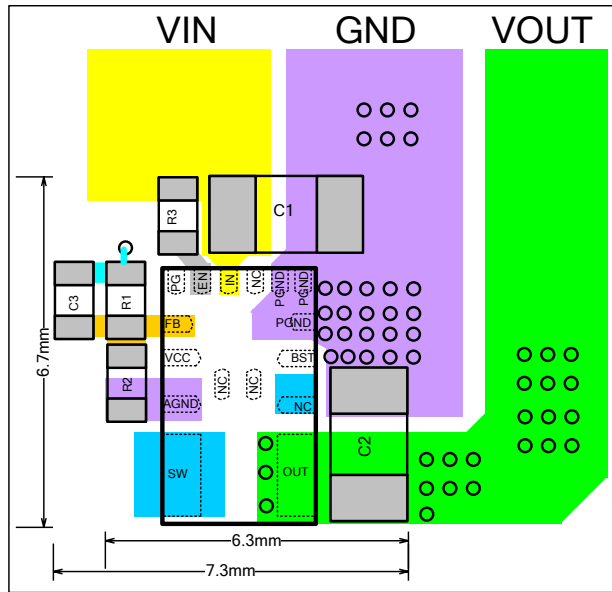 VIN GND VOUT
R3
C1
PG
EN
IN
NC
PGND
PGND
C3
R1
FB
PGND
VCC
BST
R2
NC
NC
AGND
NC
SW
OUT
C2
6.7mm
6.3mm
7.3mm